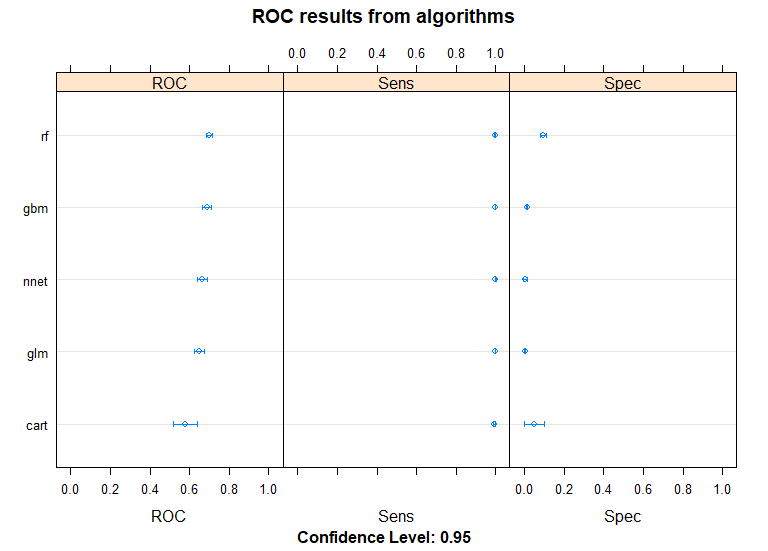 ROC results from algorithms
0.0 0.2 0.4 0.6 0.8 1.0
ROC Sens Spec
rf
gbm
nnet
glm
cart
0.0 0.2 0.4 0.6 0.8 1.0 0.0 0.2 0.4 0.6 0.8 1.0
ROC Sens Spec
Confidence Level: 0.95